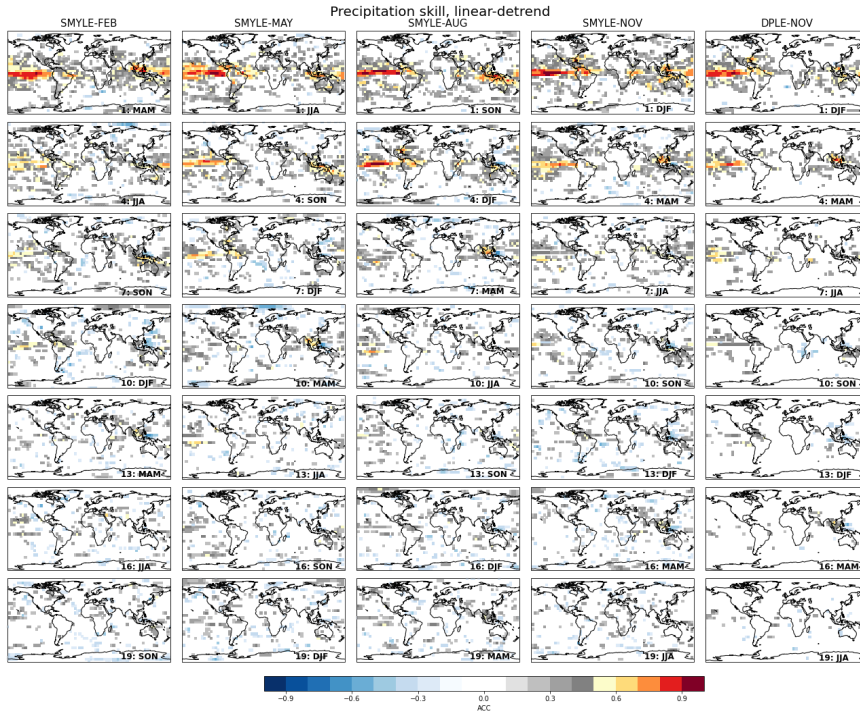 Precipitation skill, linear-detrend
SMYLE-FEB SMYLE-MAY SMYLE-AUG SMYLE-NOV DPLE-NOV
1: MAM 1: JJA 1: SON 1: DJF 1: DJF
4: JJA 4: SON 4: DJF 4: MAM 4: MAM
7: SON 7: DJF 7: MAM 7: JJA 7: JJA
10: DJF 10: MAM 10: JJA 10: SON 10: SON
13: MAM 13: JJA 13: SON 13: DJF 13: DJF
16: JJA 16: SON 16: DJF 16: MAM 16: MAM
19: SON 19: DJF 19: MAM 19: JJA 19: JJA
−0.9 −0.6 −0.3 0.0 0.3 0.6 0.9
ACC